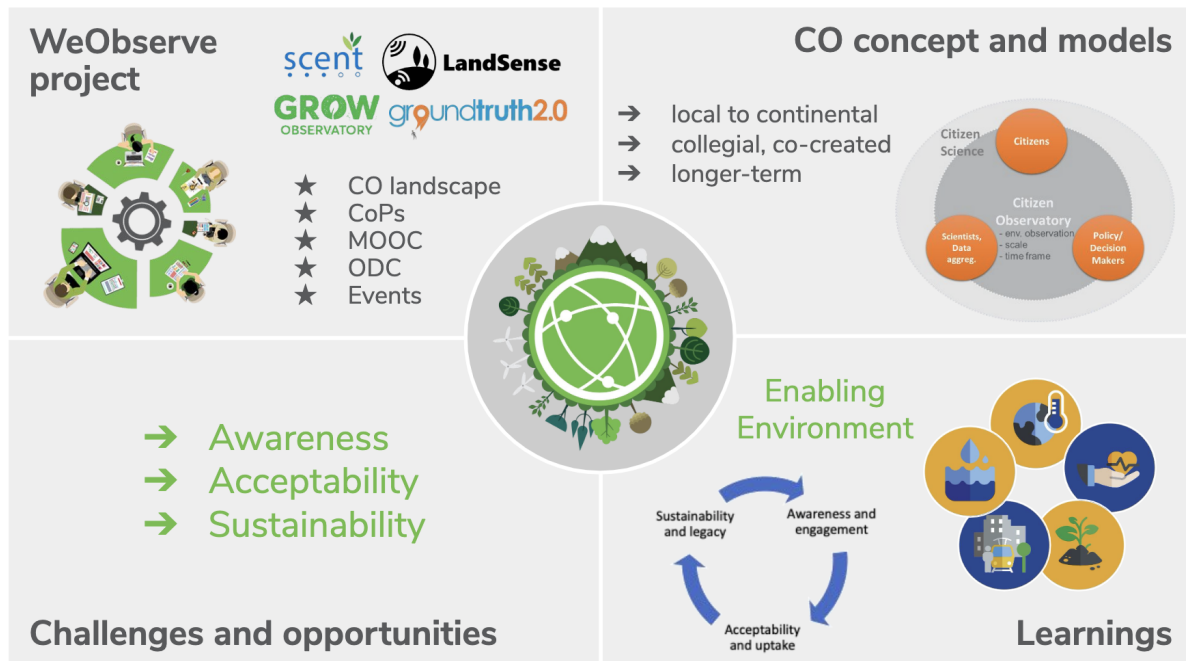 WeObserve
project
scent
LandSense
GROW
OBSERVATORY
groundtruth2.0
★ CO landscape
★ CoPs
★ MOOC
★ ODC
★ Events
CO concept and models
➔ local to continental
➔ collegial, co-created
➔ longer-term
Citizen
Science
Citizens
Citizen
Observatory
- env. observation
- scale
- time frame
Scientists,
Data
aggreg.
Policy/
Decision
Makers
➔ Awareness
➔ Acceptability
➔ Sustainability
Challenges and opportunities
Enabling
Environment
Sustainability
and legacy
Awareness and
engagement
Acceptability
and uptake
Learnings